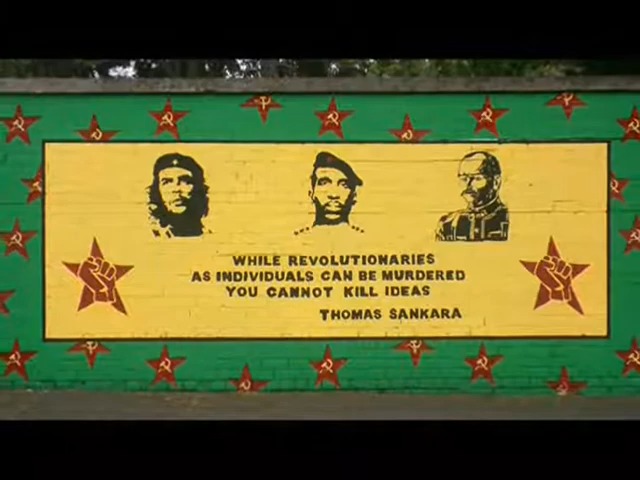 WHILE REVOLUTIONARIES
AS INDIVIDUALS CAN BE MURDERED
YOU CANNOT KILL IDEAS
THOMAS SANKARA